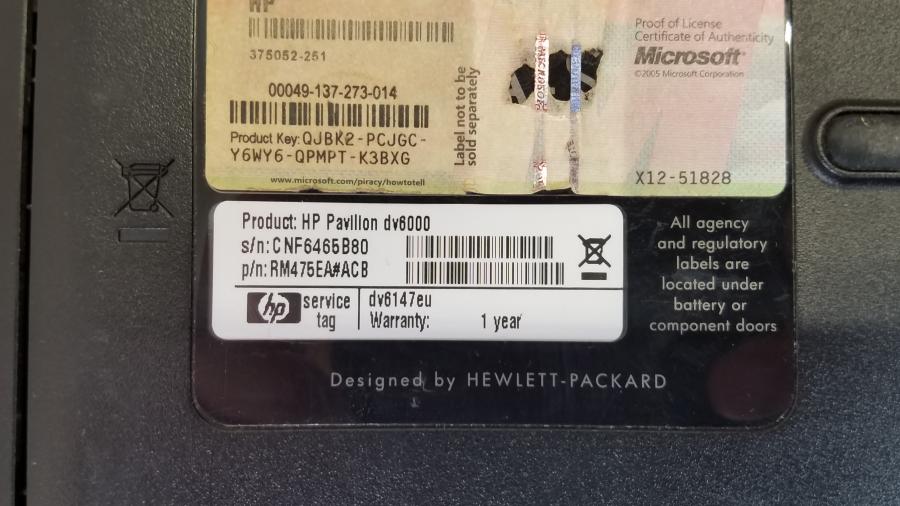 HP
375052-251
00049-137-273-014
Product Key: QJBK2-PCJGC-
Y6WY6-QPMPT-K3BXG
www.microsoft.com/piracy/howtotell
Label not to be
sold separately
MICROSOFT
Proof of License
Certificate of Authenticity
Microsoft®
©2005 Microsoft Corporation
X12-51828
Product: HP Pavilion dv6000
s/n: CNF6465B80
p/n: RM475EA#ACB
hp service
tag
dv6147eu
Warranty: 1 year
All agency
and regulatory
labels are
located under
battery or
component doors
Designed by HEWLETT-PACKARD